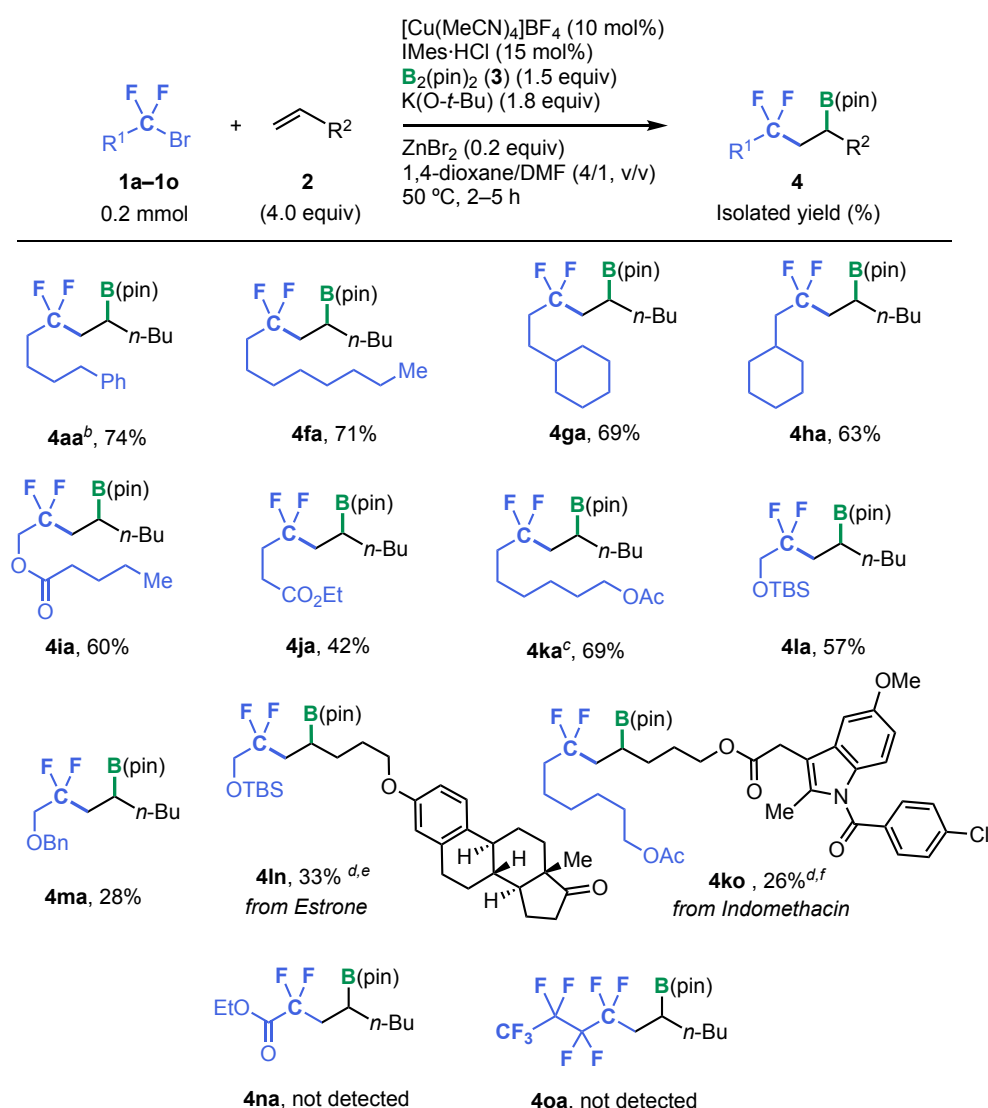 [Cu(MeCN)4]BF4 (10 mol%)
IMes·HCl (15 mol%)
B2(pin)2 (3) (1.5 equiv)
K(O-t-Bu) (1.8 equiv)
F F
C
R1 Br
+
R2
F F B(pin)
C
R1 R2
ZnBr2 (0.2 equiv)
1,4-dioxane/DMF (4/1, v/v)
50 ºC, 2–5 h
1a–1o
0.2 mmol
2
(4.0 equiv)
4
Isolated yield (%)
F F B(pin)
C
n-Bu
Ph
4aab, 74%
F F B(pin)
C
n-Bu
Me
4fa, 71%
F F B(pin)
C
n-Bu
4ga, 69%
F F B(pin)
C
n-Bu
4ha, 63%
F F B(pin)
C
n-Bu
O
Me
O
4ia, 60%
F F B(pin)
C
n-Bu
CO2Et
4ja, 42%
F F B(pin)
C
n-Bu
OAc
4kac, 69%
F F B(pin)
C
n-Bu
OTBS
4la, 57%
F F B(pin)
C
n-Bu
OBn
4ma, 28%
F F B(pin)
C
OTBS
O
H H Me
H
O
4ln, 33% d,e
from Estrone
F F B(pin)
C
O
O
OMe
Me N
O
Cl
OAc
4ko , 26%d,f
from Indomethacin
F F B(pin)
EtO C
n-Bu
O
4na, not detected
F F F F B(pin)
CF3 C
n-Bu
F F
4oa, not detected